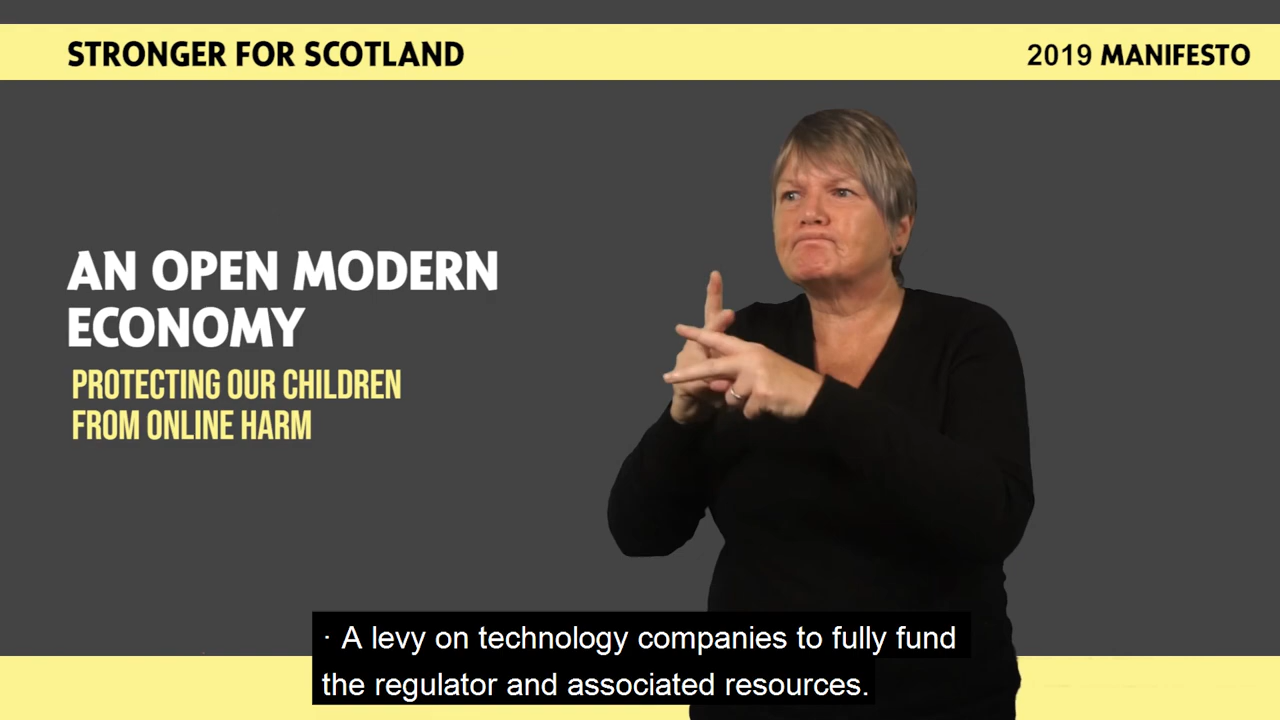 STRONGER FOR SCOTLAND
2019 MANIFESTO
AN OPEN MODERN
ECONOMY
PROTECTING OUR CHILDREN
FROM ONLINE HARM
· A levy on technology companies to fully fund
the regulator and associated resources.